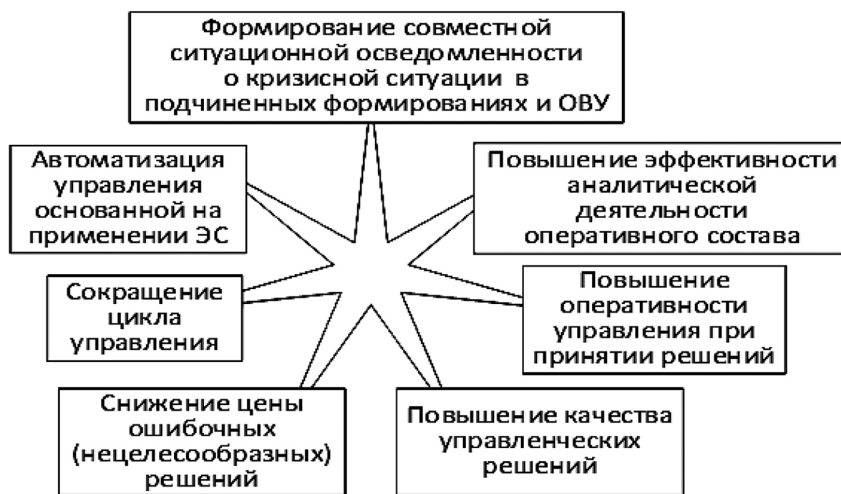 Формирование совместной
ситуационной осведомленности
о кризисной ситуации в
подчиненных формированиях и ОВУ
Автоматизация
управления
основанной на
применении ЭС
Повышение эффективности
аналитической
деятельности
оперативного состава
Сокращение
цикла
управления
Повышение
оперативности
управления при
принятии решений
Снижение цены
ошибочных
(нецелесообразных)
решений
Повышение качества
управленческих
решений